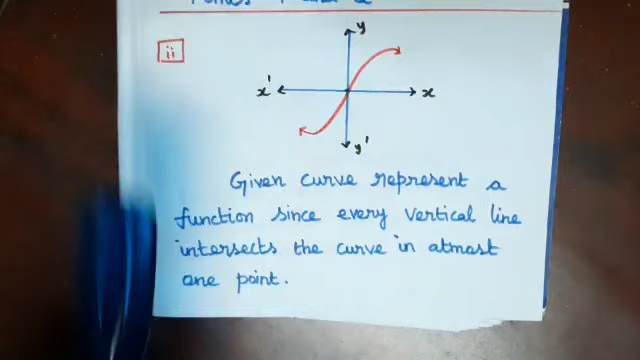 ii
y
x'
x
y'
Given curve represent a
function since every vertical line
intersects the curve in atmost
one point.